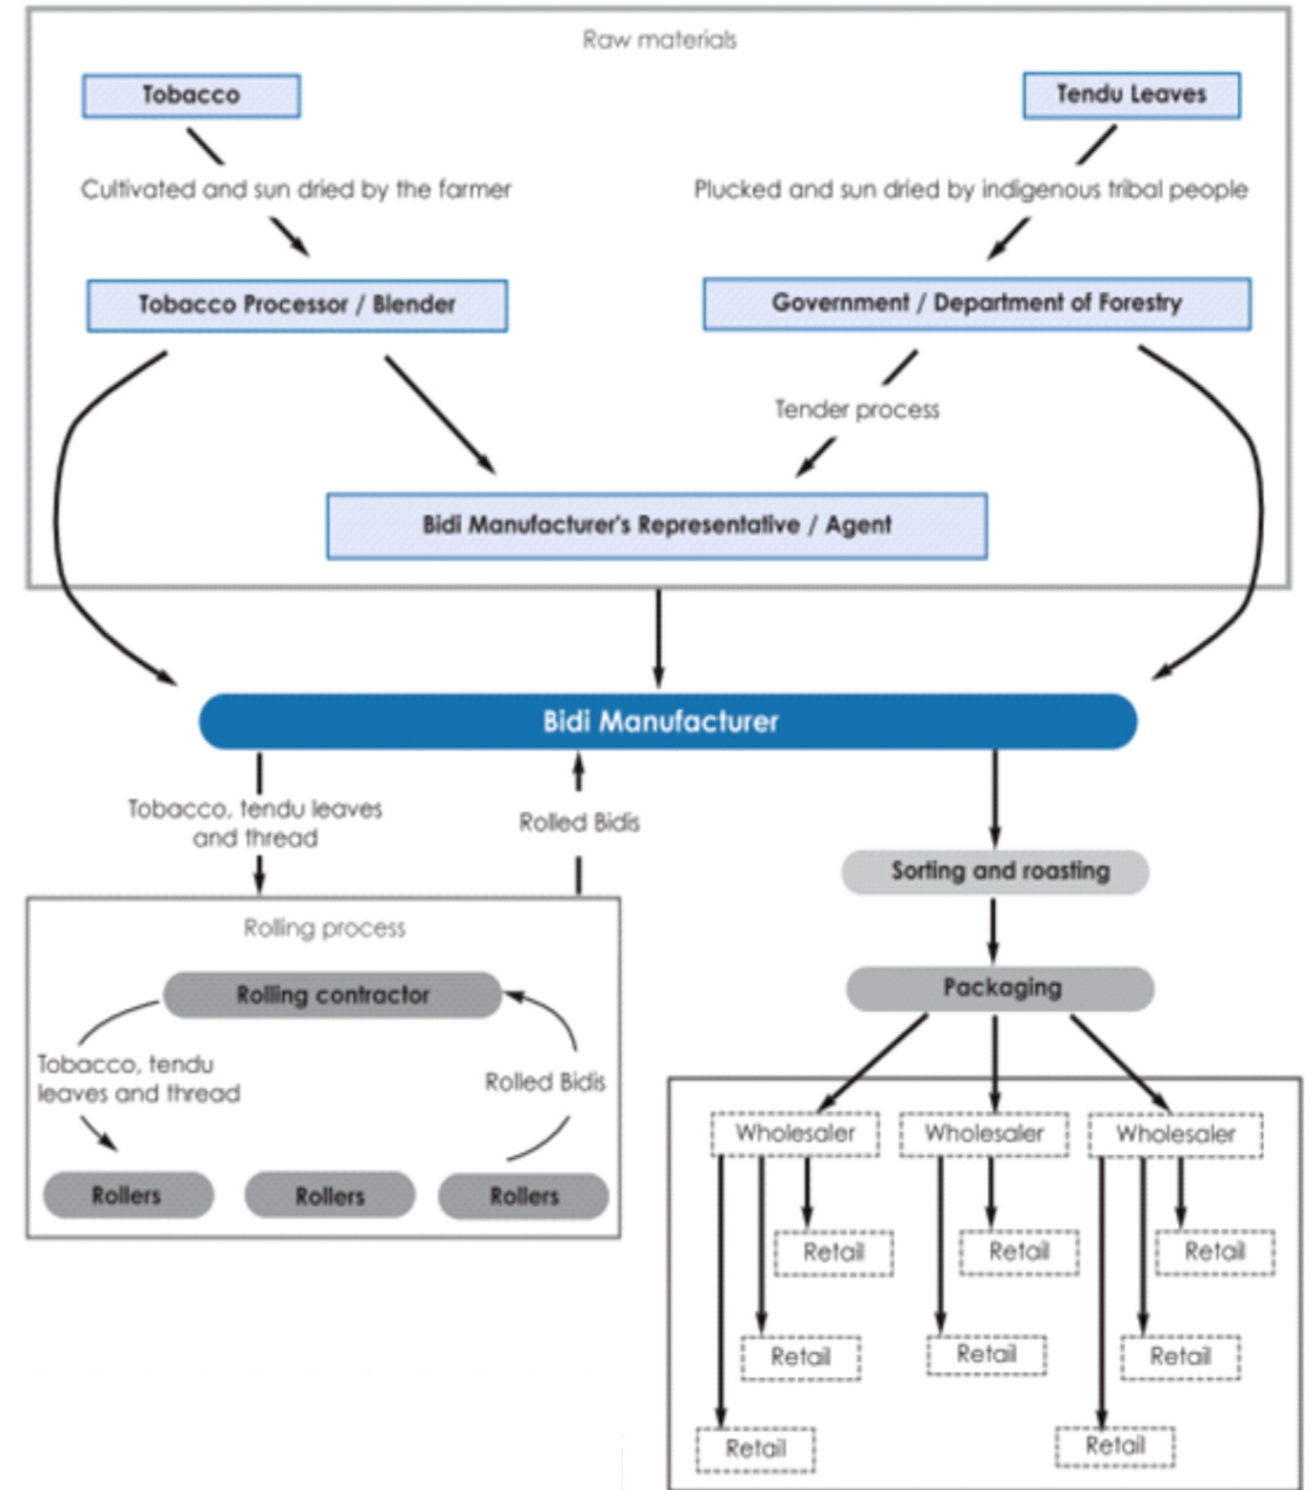 Raw materials
Tobacco
Tendu Leaves
Cultivated and sun dried by the farmer
Plucked and sun dried by indigenous tribal people
Tobacco Processor / Blender
Government / Department of Forestry
Tender process
Bidi Manufacturer's Representative / Agent
Bidi Manufacturer
Tobacco, tendu leaves
and thread
Rolled Bidis
Sorting and roasting
Rolling process
Rolling contractor
Packaging
Tobacco, tendu
leaves and thread
Rolled Bidis
Rollers
Rollers
Rollers
Wholesaler
Wholesaler
Wholesaler
Retail
Retail
Retail
Retail
Retail
Retail
Retail
Retail